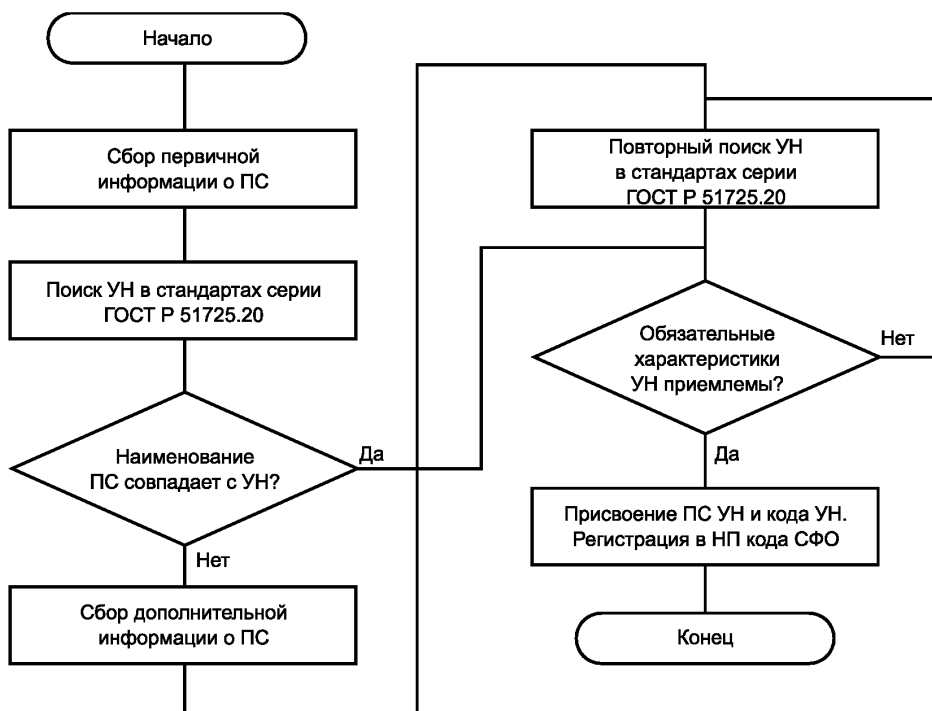 Начало
Сбор первичной
информации о ПС
Поиск УН в стандартах серии
ГОСТ Р 51725.20
Наименование
ПС совпадает с УН?
Да
Нет
Сбор дополнительной
информации о ПС
Повторный поиск УН
в стандартах серии
ГОСТ Р 51725.20
Обязательные
характеристики
УН приемлемы?
Нет
Да
Присвоение ПС УН и кода УН.
Регистрация в НП кода СФО
Конец